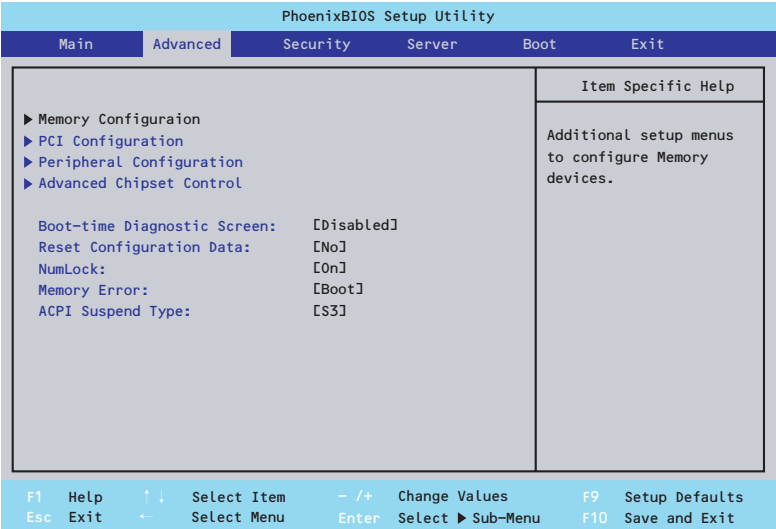 PhoenixBIOS Setup Utility
Main Advanced Security Server Boot Exit
Item Specific Help
▶ Memory Configuraion
▶ PCI Configuration
▶ Peripheral Configuration
▶ Advanced Chipset Control
Additional setup menus
to configure Memory
devices.
Boot-time Diagnostic Screen: [Disabled]
Reset Configuration Data: [No]
NumLock: [On]
Memory Error: [Boot]
ACPI Suspend Type: [S3]
F1 Help ↑↓ Select Item - /+ Change Values F9 Setup Defaults
Esc Exit ← Select Menu Enter Select ▶ Sub-Menu F10 Save and Exit